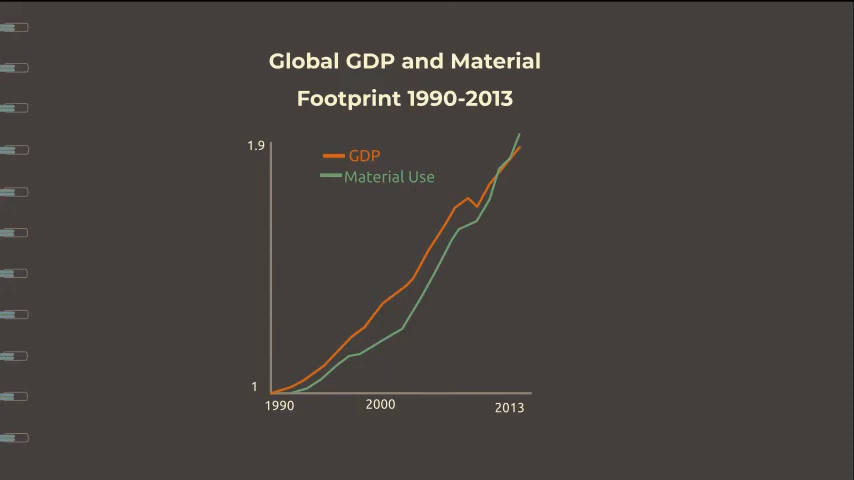 Global GDP and Material
Footprint 1990-2013
1.9
GDP
Material Use
1
1990
2000
2013